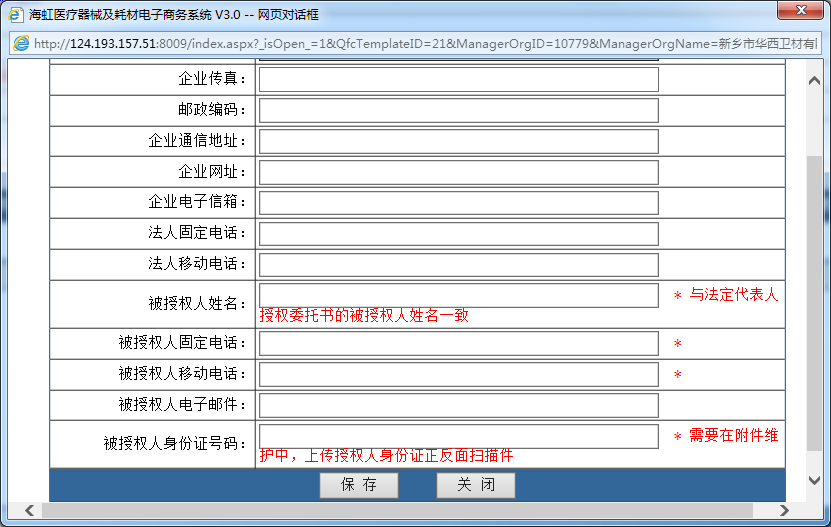 海虹医疗器械及耗材电子商务系统 V3.0 -- 网页对话框
http://124.193.157.51:8009/index.aspx?_isOpen_=1&QfcTemplateID=21&ManagerOrgID=10779&ManagerOrgName=新乡市华西卫材有
企业传真：
邮政编码：
企业通信地址：
企业网址：
企业电子信箱：
法人固定电话：
法人移动电话：
被授权人姓名： * 与法定代表人
授权委托书的被授权人姓名一致
被授权人固定电话： *
被授权人移动电话： *
被授权人电子邮件：
被授权人身份证号码： * 需要在附件维
护中，上传授权人身份证正反面扫描件
保 存 关 闭